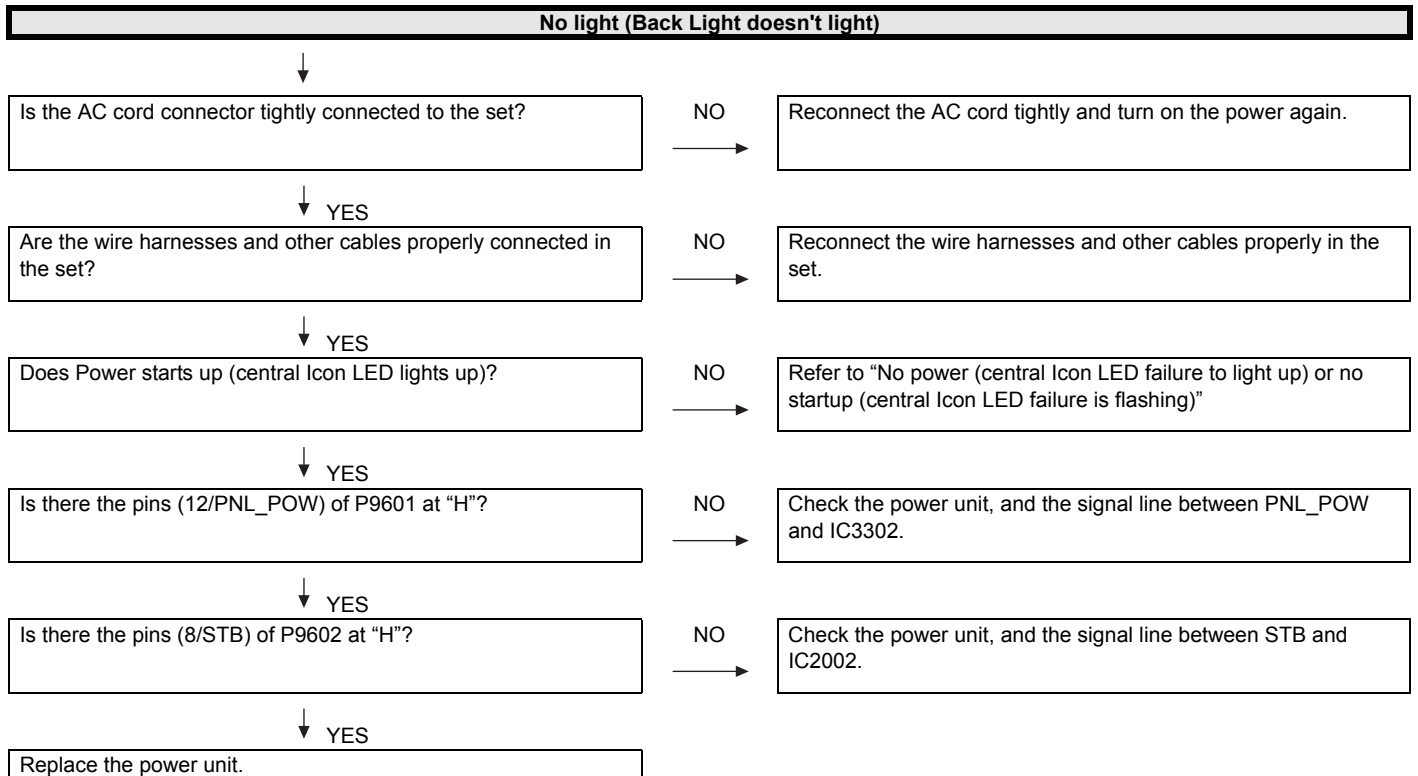 No light (Back Light doesn't light)
Is the AC cord connector tightly connected to the set?
NO
Reconnect the AC cord tightly and turn on the power again.
YES
Are the wire harnesses and other cables properly connected in
the set?
NO
Reconnect the wire harnesses and other cables properly in the
set.
YES
Does Power starts up (central Icon LED lights up)?
NO
Refer to “No power (central Icon LED failure to light up) or no
startup (central Icon LED failure is flashing)”
YES
Is there the pins (12/PNL_POW) of P9601 at “H”?
NO
Check the power unit, and the signal line between PNL_POW
and IC3302.
YES
Is there the pins (8/STB) of P9602 at “H”?
NO
Check the power unit, and the signal line between STB and
IC2002.
YES
Replace the power unit.